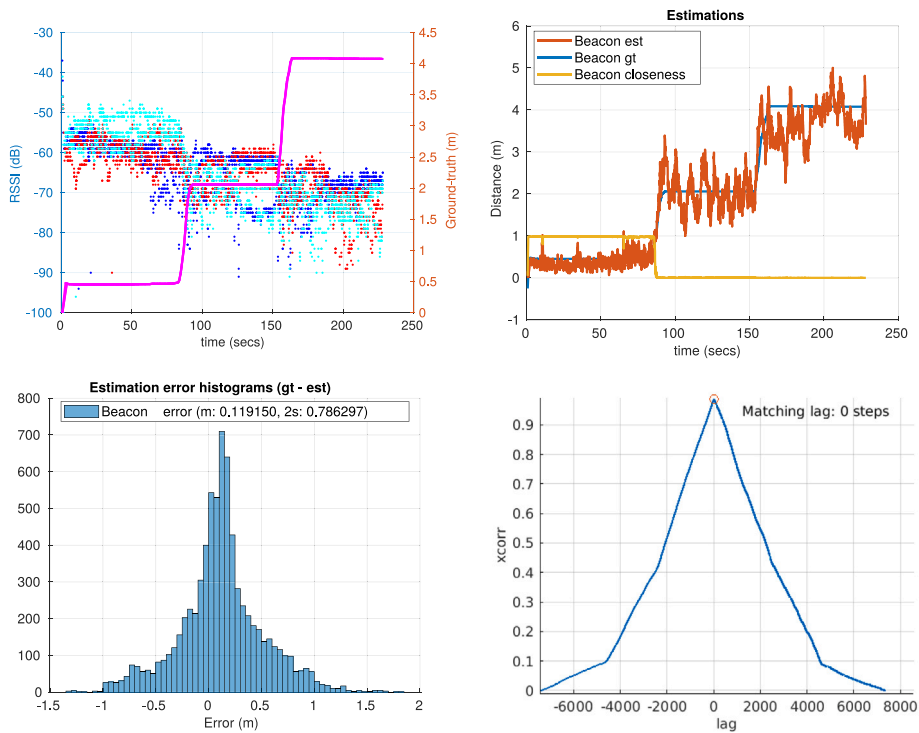 -30
-40
-50
-60
-70
-80
-90
-100
RSSI (dB)
4.5
4
3.5
3
2.5
2
1.5
1
0.5
0
Ground-truth (m)
0 50 100 150 200 250
time (secs)
Estimations
Beacon est
Beacon gt
Beacon closeness
6
5
4
3
2
1
0
-1
Distance (m)
0 50 100 150 200 250
time (secs)
Estimation error histograms (gt - est)
Beacon error (m: 0.119150, 2s: 0.786297)
800
700
600
500
400
300
200
100
0
-1.5 -1 -0.5 0 0.5 1 1.5 2
Error (m)
Matching lag: 0 steps
0.9
0.8
0.7
0.6
0.5
0.4
0.3
0.2
0.1
0
xcorr
-6000 -4000 -2000 0 2000 4000 6000 8000
lag